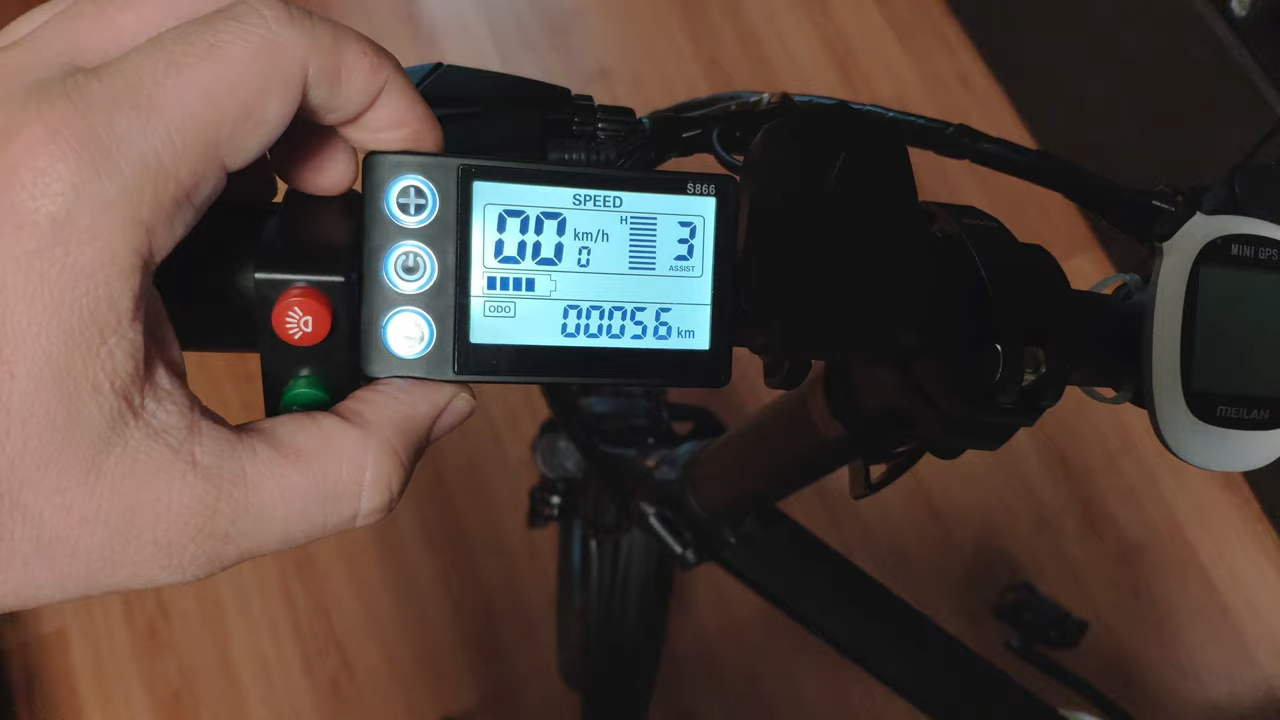 S866
SPEED
00 km/h 0
H 3
ASSIST
ODO 00056 km
MINI GPS
MEILAN